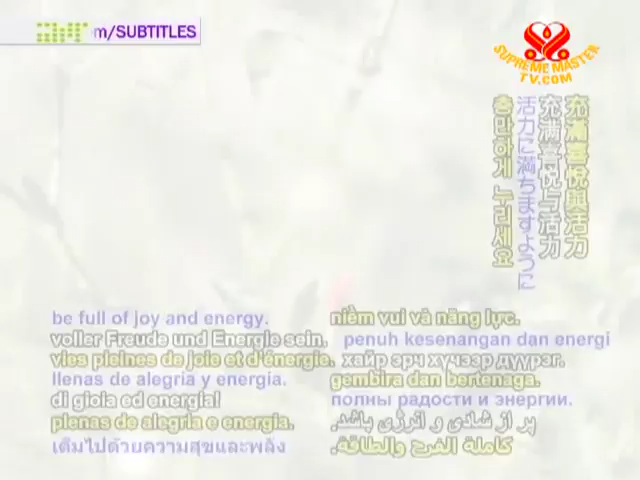 m/SUBTITLES
SUPREME MASTER
TV.COM
充滿喜悅與活力
充满喜悦与活力
活力に満ちますように
충만하게 누리세요
be full of joy and energy.
voller Freude und Energie sein.
vies pleines de joie et d'énergie.
llenas de alegria y energia.
di gioia ed energia!
plenas de alegria e energia.
เติมไปด้วยความสุขและพลัง
niềm vui và năng lực.
penuh kesenangan dan energi
хайр эрч хүчээр дүүрэг.
gembira dan bertenaga.
полны радости и энергии.
پر از شادی و انرژی باشد.
كاملة الفرح والطاقة.